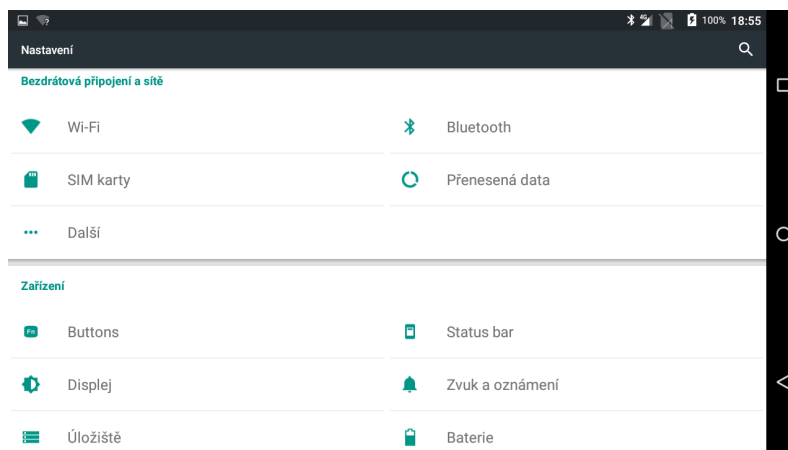 100% 18:55
Nastavení
Bezdrátová připojení a sítě
Wi-Fi
Bluetooth
SIM karty
Přenesená data
Další
Zařízení
Fn
Buttons
Status bar
Displej
Zvuk a oznámení
Úložiště
Baterie